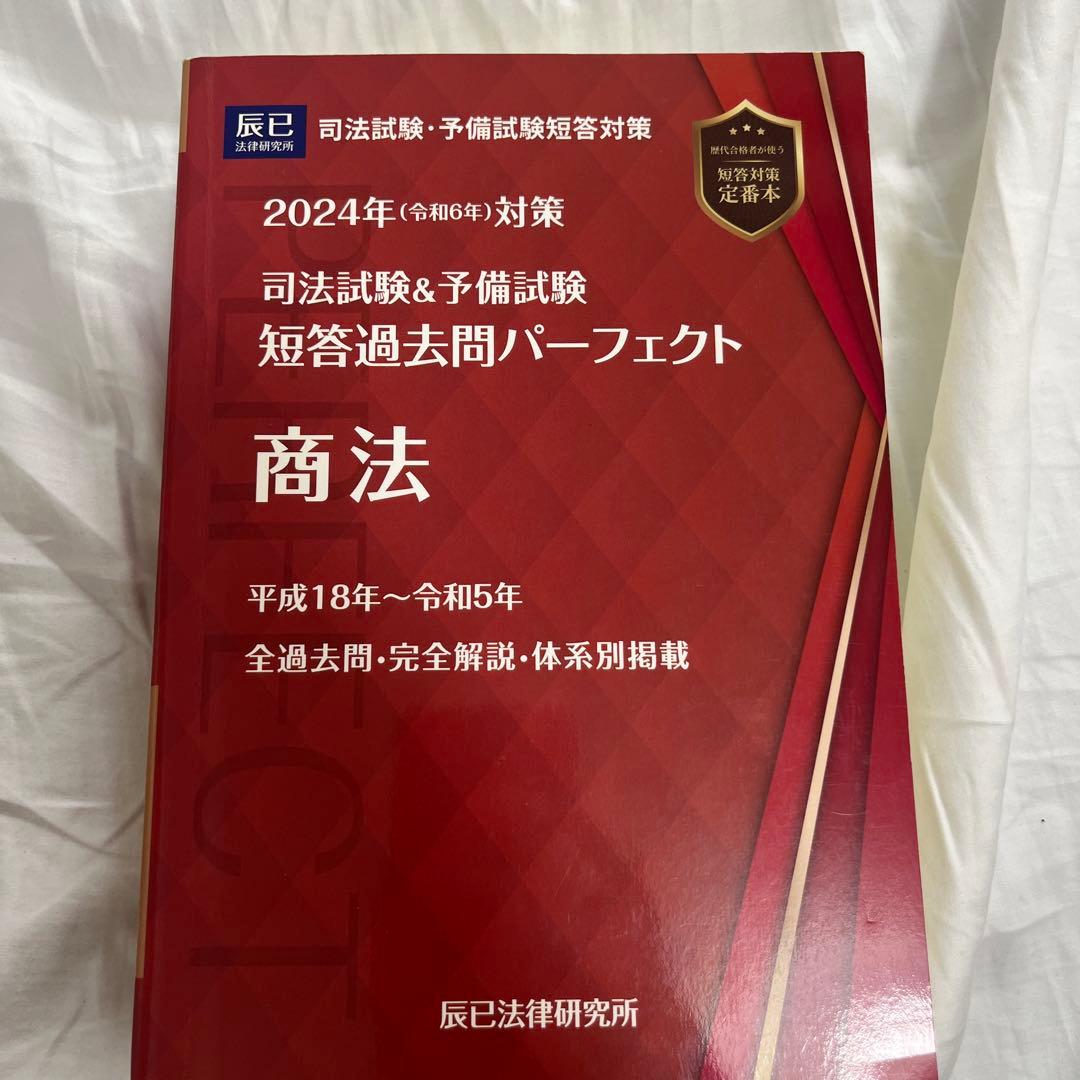 辰已
法律研究所
司法試験・予備試験短答対策
歴代合格者が使う
短答対策
定番本
2024年(令和6年)対策
司法試験&予備試験
短答過去問パーフェクト
商法
平成18年～令和5年
全過去問・完全解説・体系別掲載
PERFECT
辰已法律研究所